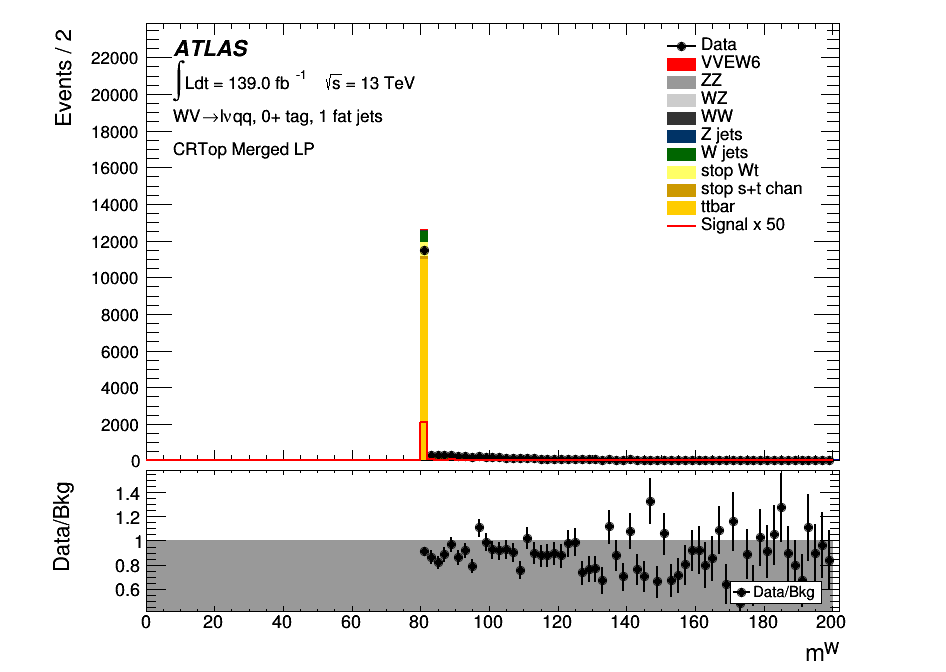 Events / 2
22000
20000
18000
16000
14000
12000
10000
8000
6000
4000
2000
0
ATLAS
∫Ldt = 139.0 fb⁻¹ √s = 13 TeV
WV→lνqq, 0+ tag, 1 fat jets
CRTop Merged LP
Data
VVEW6
ZZ
WZ
WW
Z jets
W jets
stop Wt
stop s+t chan
ttbar
Signal x 50
Data/Bkg
1.4
1.2
1
0.8
0.6
Data/Bkg
0 20 40 60 80 100 120 140 160 180 200
mᵂ